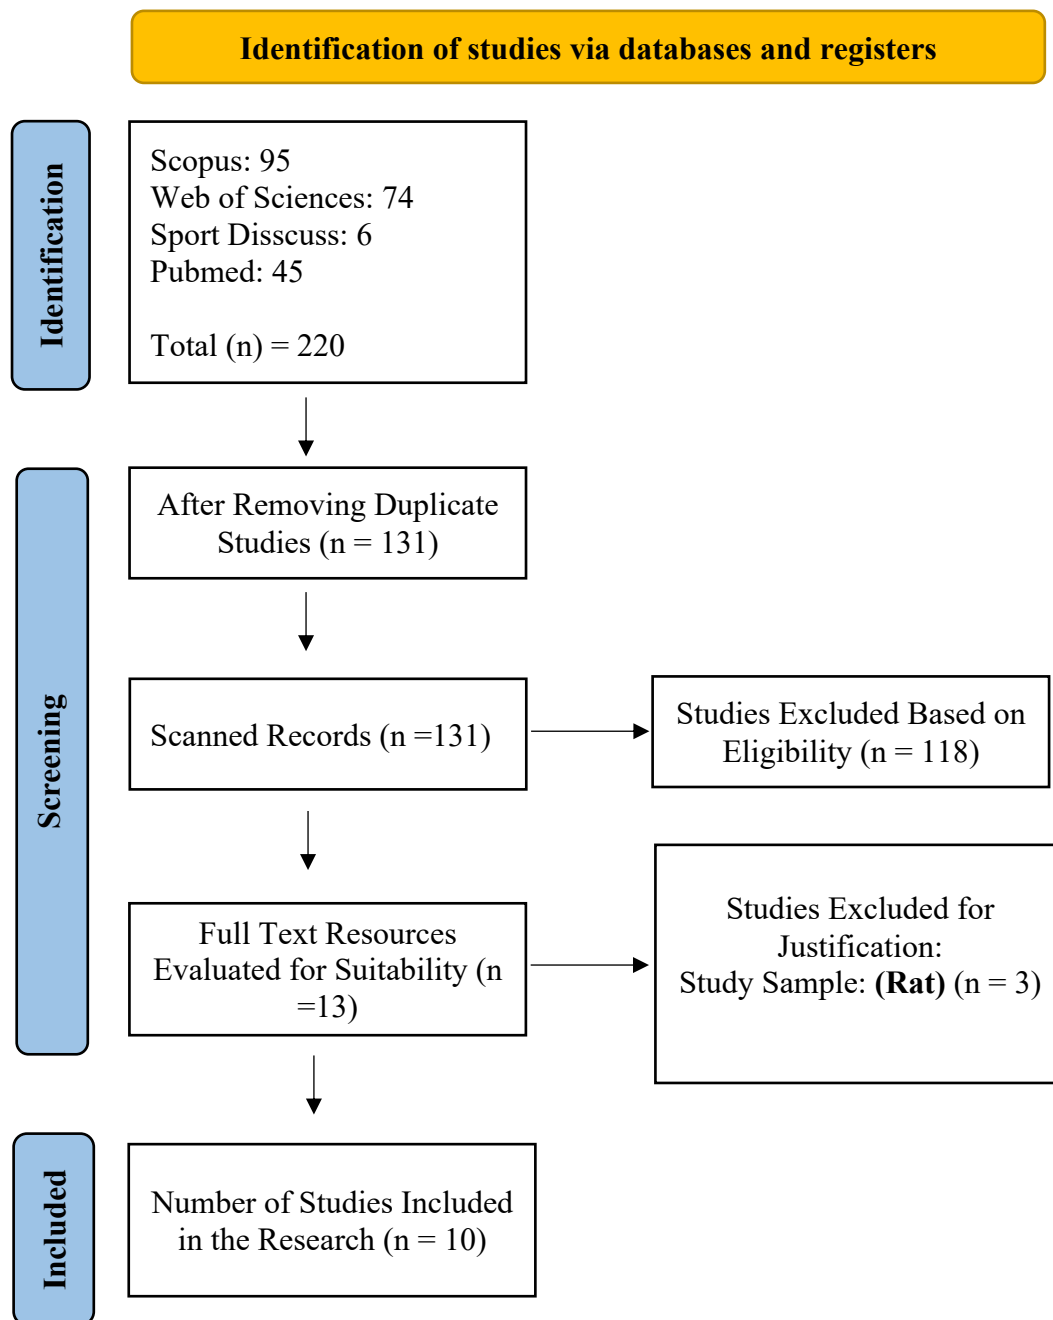 Identification of studies via databases and registers
Identification
Scopus: 95
Web of Sciences: 74
Sport Disscuss: 6
Pubmed: 45
Total (n) = 220
Screening
After Removing Duplicate
Studies (n = 131)
Scanned Records (n =131)
Studies Excluded Based on
Eligibility (n = 118)
Full Text Resources
Evaluated for Suitability (n
=13)
Studies Excluded for
Justification:
Study Sample: (Rat) (n = 3)
Included
Number of Studies Included
in the Research (n = 10)